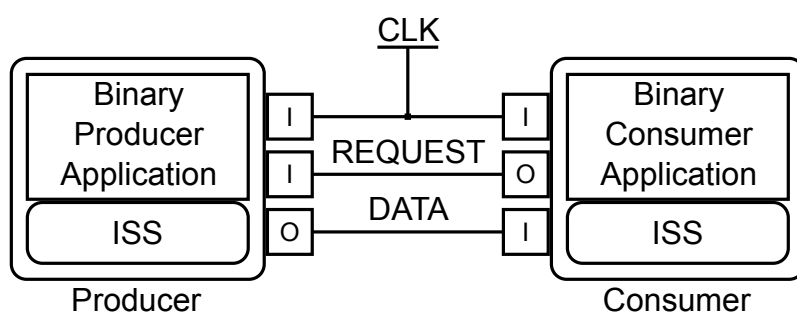 CLK
Binary
Producer
Application
ISS
Producer
I
I
O
REQUEST
DATA
I
O
I
Binary
Consumer
Application
ISS
Consumer